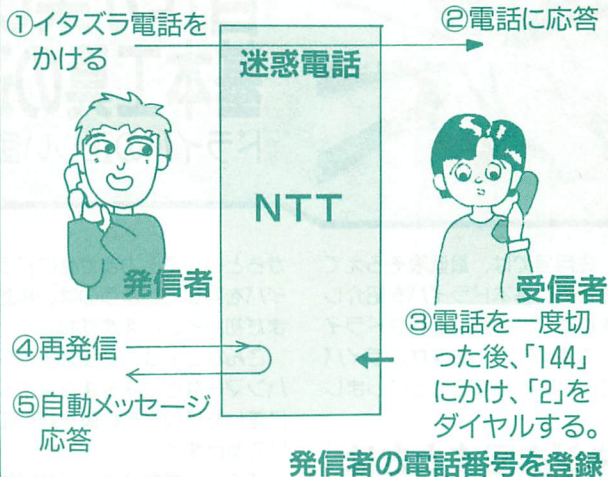 ①イタズラ電話を
かける
②電話に応答
迷惑電話
NTT
発信者
受信者
③電話を一度切
った後、「144」
にかけ、「2」を
ダイヤルする。
発信者の電話番号を登録
④再発信
⑤自動メッセージ
応答